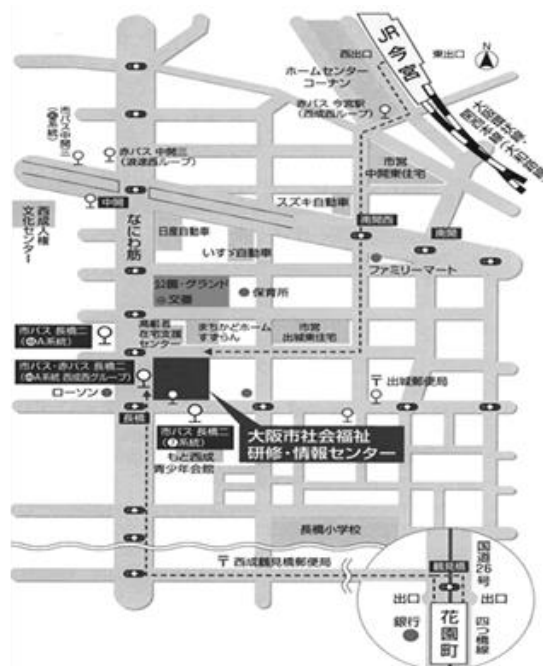 JR今宮
西出口
東出口
N
ホームセンター
コーナン
赤バス 今宮駅
(西成西ループ)
市バス中開三
赤バス 中開三
(浪速西ループ)
中開
市営
中開東住宅
スズキ自動車
西成人権
文化センター
なにわ筋
日産自動車
いすゞ自動車
南開西
南開
ファミリーマート
公園・グランド
交番
保育所
高齢者
在宅支援
センター
まちかどホーム
すずらん
市営
出城東住宅
市バス 長橋二
市バス・赤バス 長橋二
ローソン
長橋
〒出城郵便局
市バス 長橋二
(⑦系統)
大阪市社会福祉
研修・情報センター
もと西成
青少年会館
長橋小学校
〒西成鶴見橋郵便局
国道26号
鶴見橋
出口
出口
銀行
花園町
四つ橋線